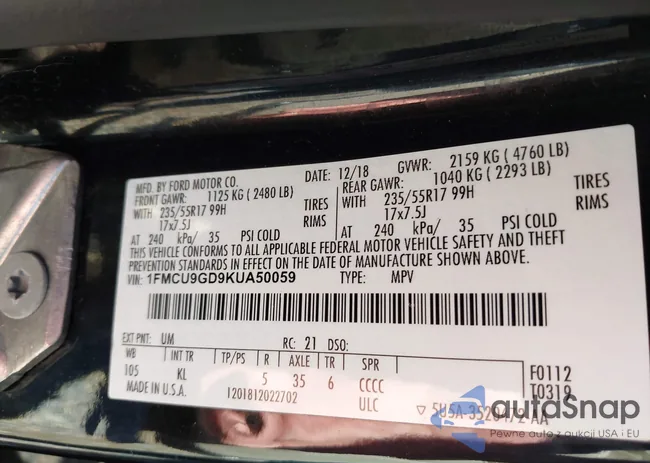 MFD. BY FORD MOTOR CO. DATE: 12/18 GVWR: 2159 KG ( 4760 LB)
FRONT GAWR: 1125 KG ( 2480 LB) REAR GAWR: 1040 KG ( 2293 LB)
WITH 235/55R17 99H TIRES WITH 235/55R17 99H TIRES
17x7.5J RIMS 17x7.5J RIMS
AT 240 kPa/ 35 PSI COLD AT 240 kPa/ 35 PSI COLD
THIS VEHICLE CONFORMS TO ALL APPLICABLE FEDERAL MOTOR VEHICLE SAFETY AND THEFT
PREVENTION STANDARDS IN EFFECT ON THE DATE OF MANUFACTURE SHOWN ABOVE.
VIN: 1FMCU9GD9KUA50059 TYPE: MPV
EXT PNT: UM RC: 21 DSO:
WB INT TR TP/PS R AXLE TR SPR
105 KL 5 35 6 CCCC F0112
MADE IN U.S.A. 1201812022702 ULC T0319
▽ 5U5A-3520472-AA
autoSnap
Pewne auto z aukcji USA i EU